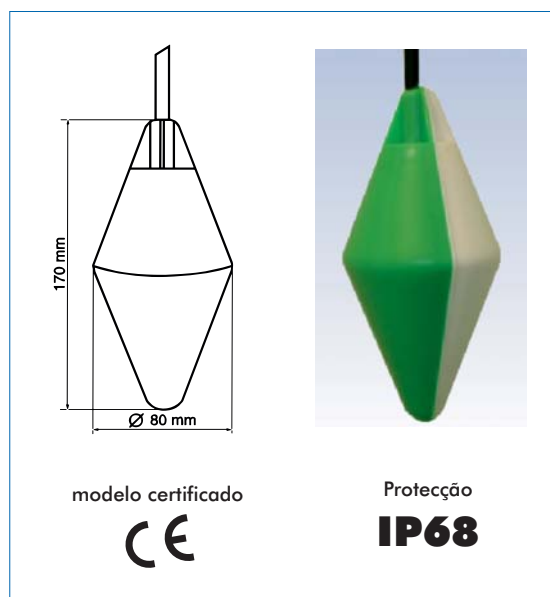 170 mm
Ø 80 mm
modelo certificado
CE
Protecção
IP68